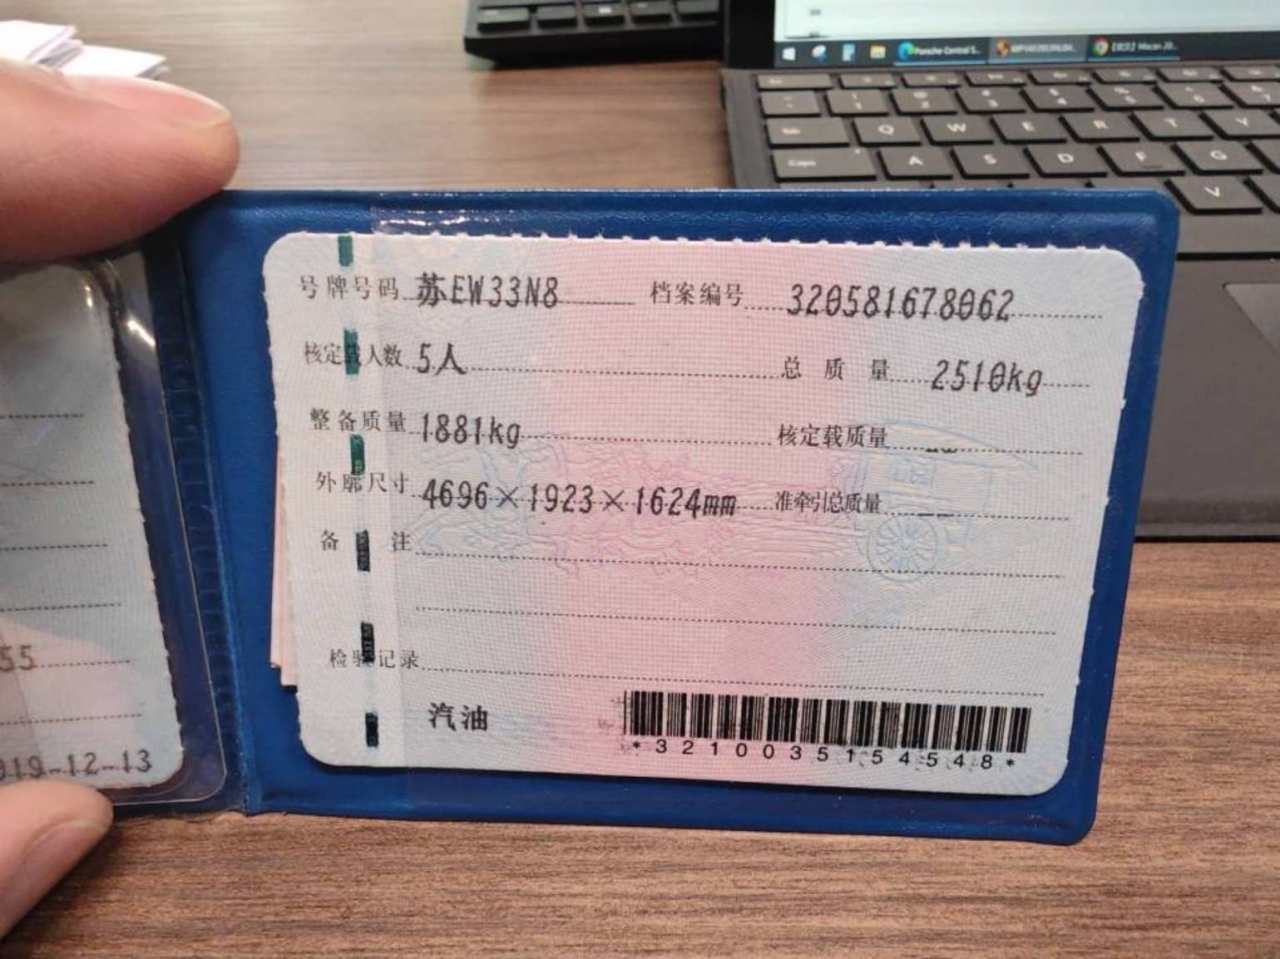 号牌号码 苏EW33N8 档案编号 320581678062
核定载人数 5人 总质量 2510kg
整备质量 1881kg 核定载质量 --
外廓尺寸 4696×1923×1624mm 准牵引总质量 --
备注
检验记录
汽油
*3210035154548*
55
019-12-13
Porsche Central S...
Q W E R T Y
A S D F G
V